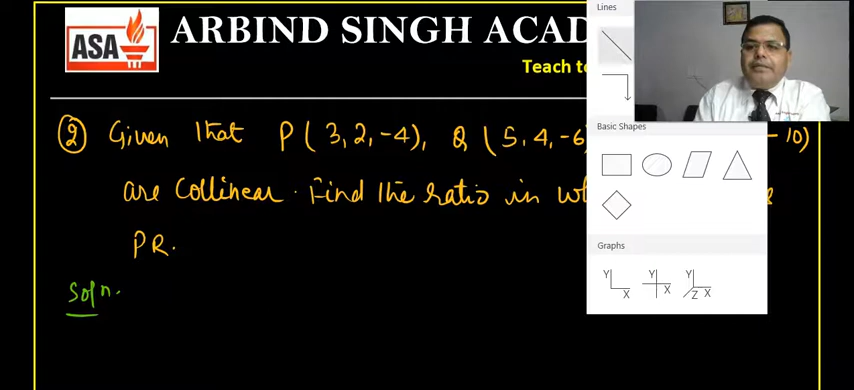 ASA
ARBIND SINGH ACAD
Teach to
② Given that P(3, 2, -4), Q(5, 4, -6) - 10)
are Collinear. Find the ratio in
PR.
Soln.
Lines
Basic Shapes
Graphs
Y X Y X Y Z X